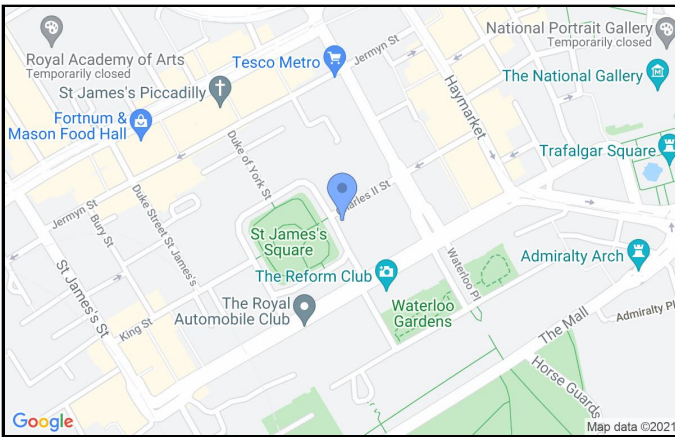 National Portrait Gallery
Temporarily closed
Royal Academy of Arts
Temporarily closed
Jermyn St
Tesco Metro
The National Gallery
St James's Piccadilly
Haymarket
Fortnum &
Mason Food Hall
Trafalgar Square
Duke of York St
Charles II St
Jermyn St
Bury St
Duke Street St James's
St James's
Square
Waterloo Pl
Admiralty Arch
The Reform Club
St James's St
The Royal
Automobile Club
Waterloo
Gardens
King St
The Mall
Admiralty Pl
Horse Guards
Google
Map data ©2021